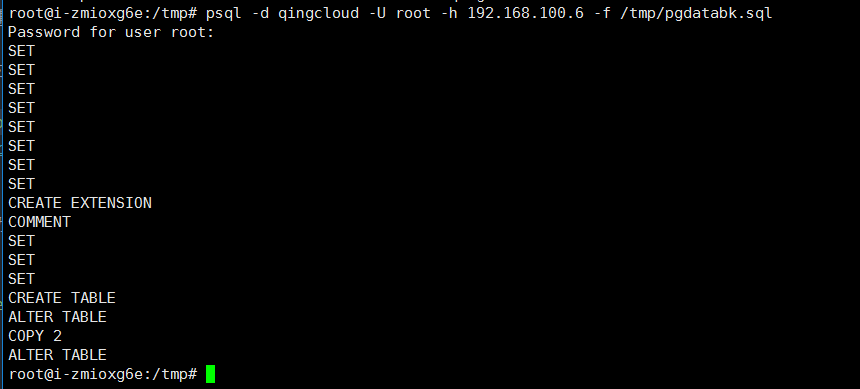 root@i-zmioxg6e:/tmp# psql -d qingcloud -U root -h 192.168.100.6 -f /tmp/pgdatabk.sql
Password for user root:
SET
SET
SET
SET
SET
SET
SET
SET
CREATE EXTENSION
COMMENT
SET
SET
SET
CREATE TABLE
ALTER TABLE
COPY 2
ALTER TABLE
root@i-zmioxg6e:/tmp#